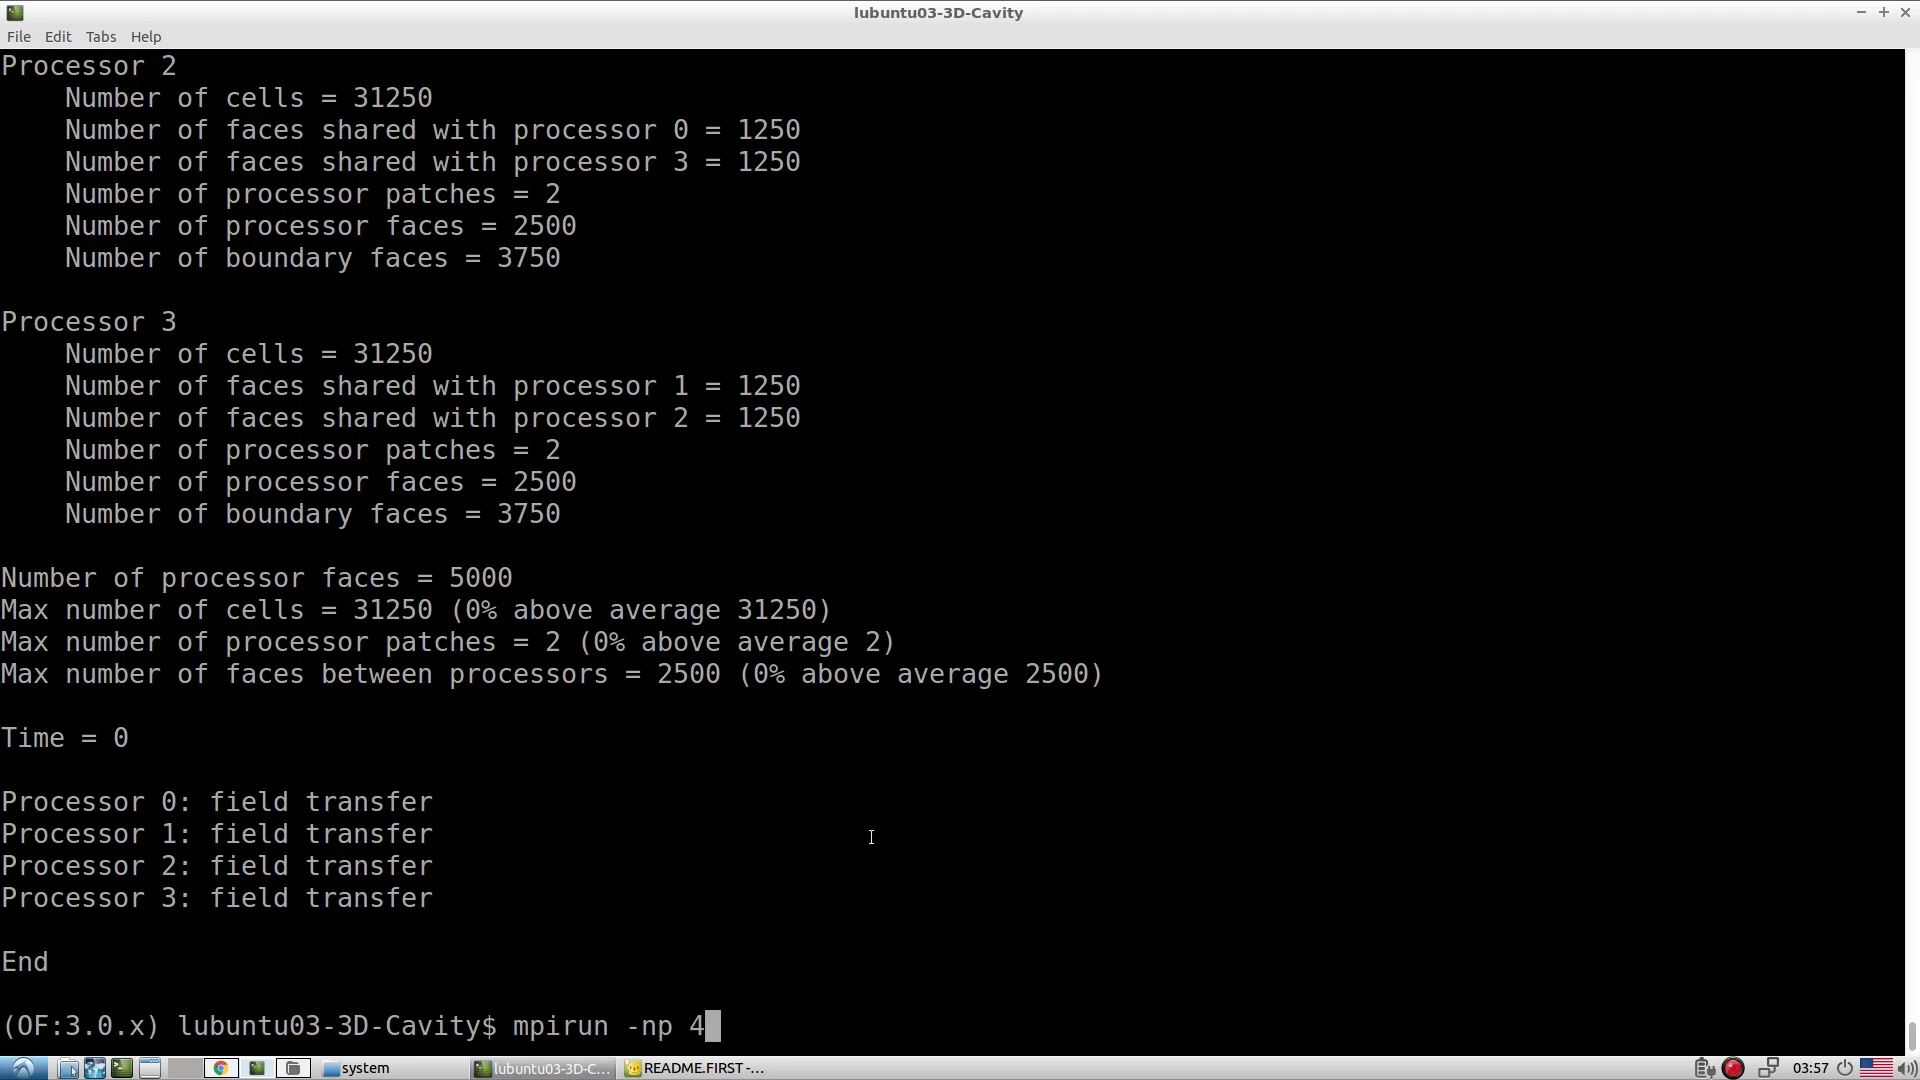 lubuntu03-3D-Cavity
File Edit Tabs Help
Processor 2
    Number of cells = 31250
    Number of faces shared with processor 0 = 1250
    Number of faces shared with processor 3 = 1250
    Number of processor patches = 2
    Number of processor faces = 2500
    Number of boundary faces = 3750
Processor 3
    Number of cells = 31250
    Number of faces shared with processor 1 = 1250
    Number of faces shared with processor 2 = 1250
    Number of processor patches = 2
    Number of processor faces = 2500
    Number of boundary faces = 3750
Number of processor faces = 5000
Max number of cells = 31250 (0% above average 31250)
Max number of processor patches = 2 (0% above average 2)
Max number of faces between processors = 2500 (0% above average 2500)
Time = 0
Processor 0: field transfer
Processor 1: field transfer
Processor 2: field transfer
Processor 3: field transfer
End
(OF:3.0.x) lubuntu03-3D-Cavity$ mpirun -np 4
system lubuntu03-3D-C... README.FIRST -... 03:57